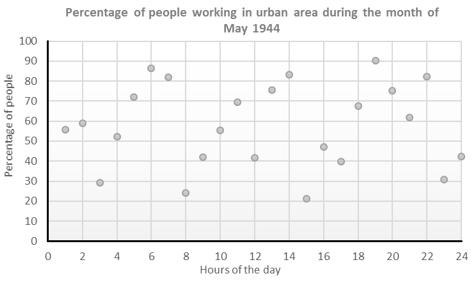 Percentage of people working in urban area during the month of
May 1944
Percentage of people
100
90
80
70
60
50
40
30
20
10
0
0 2 4 6 8 10 12 14 16 18 20 22 24
Hours of the day